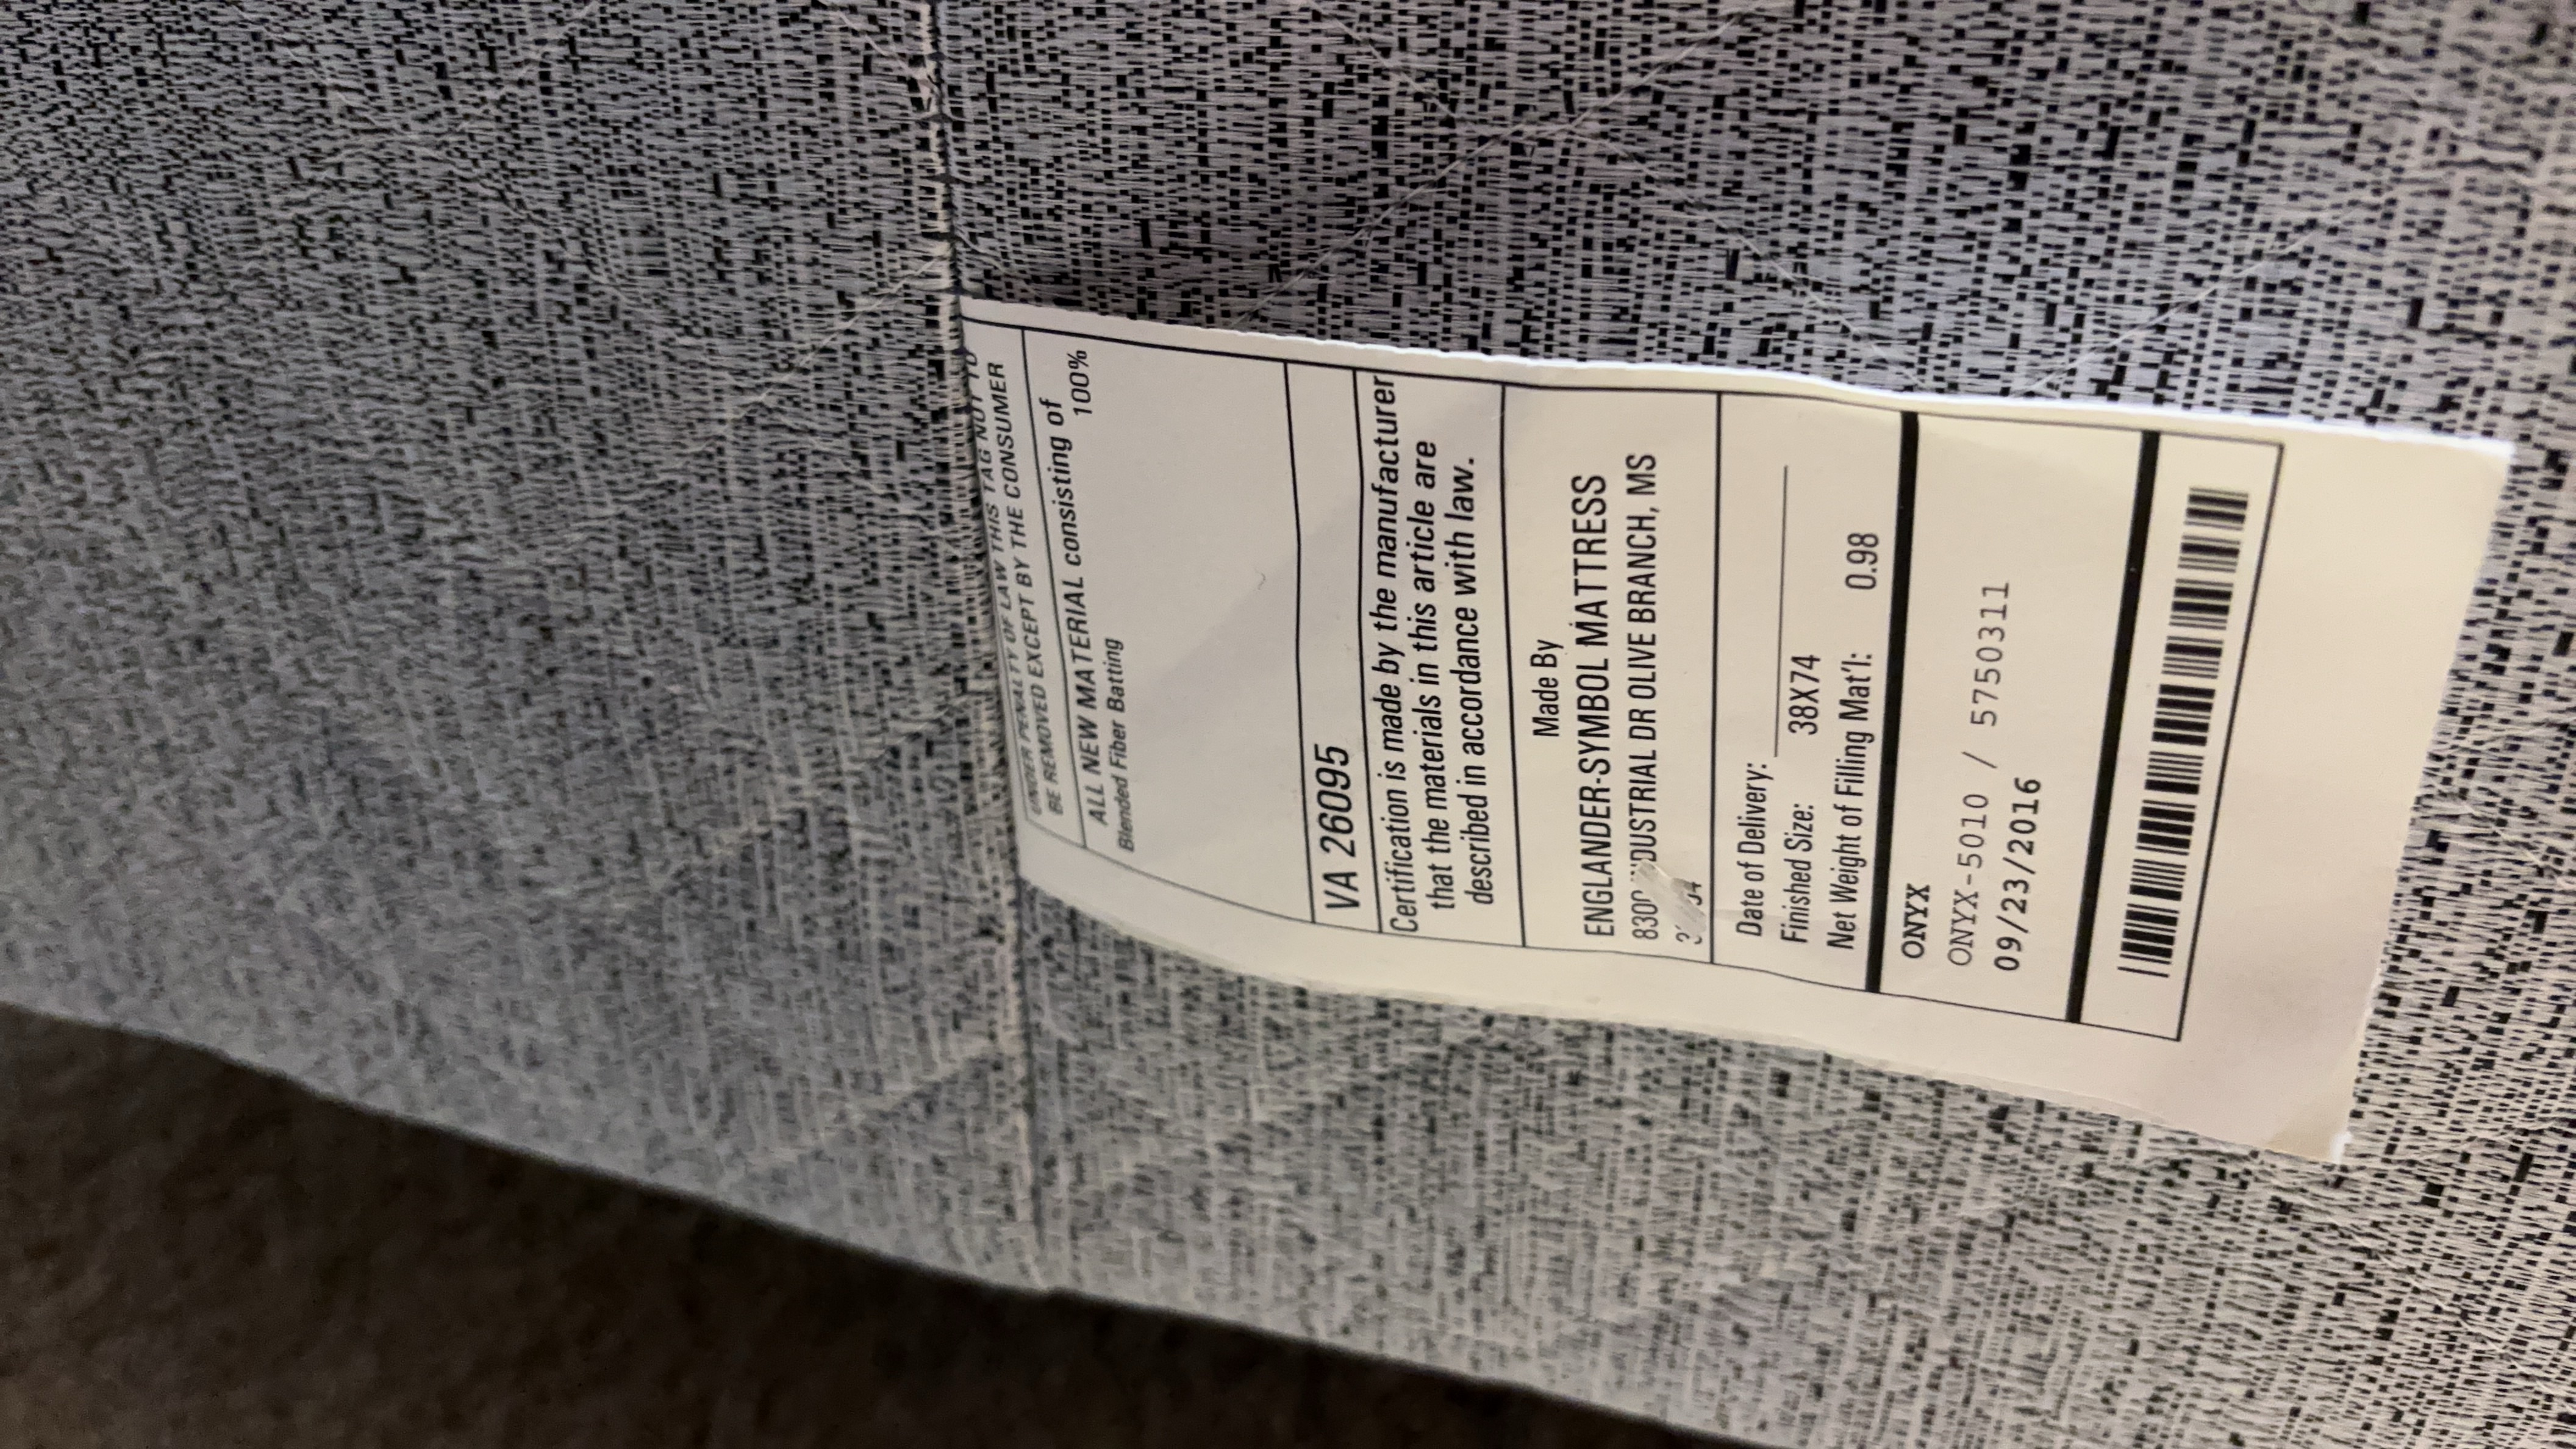 UNDER PENALTY OF LAW THIS TAG NOT TO
BE REMOVED EXCEPT BY THE CONSUMER
ALL NEW MATERIAL consisting of
Blended Fiber Batting 100%
VA 26095
Certification is made by the manufacturer
that the materials in this article are
described in accordance with law.
Made By
ENGLANDER-SYMBOL MATTRESS
DR OLIVE BRANCH, MS
Date of Delivery:
Finished Size: 38X74
Net Weight of Filling Mat'l: 0.98
ONYX
ONYX-5010 / 5750311
09/23/2016